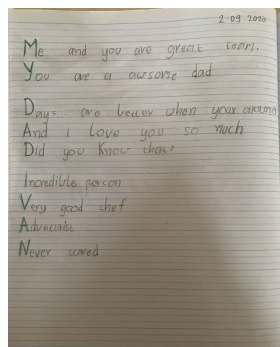 2-09-2020
Me and you are great team.
You are a awsome dad
Days are better when your around
And i Love you so much
Did you Know that?
Incredible person
Very good chef
Never scared